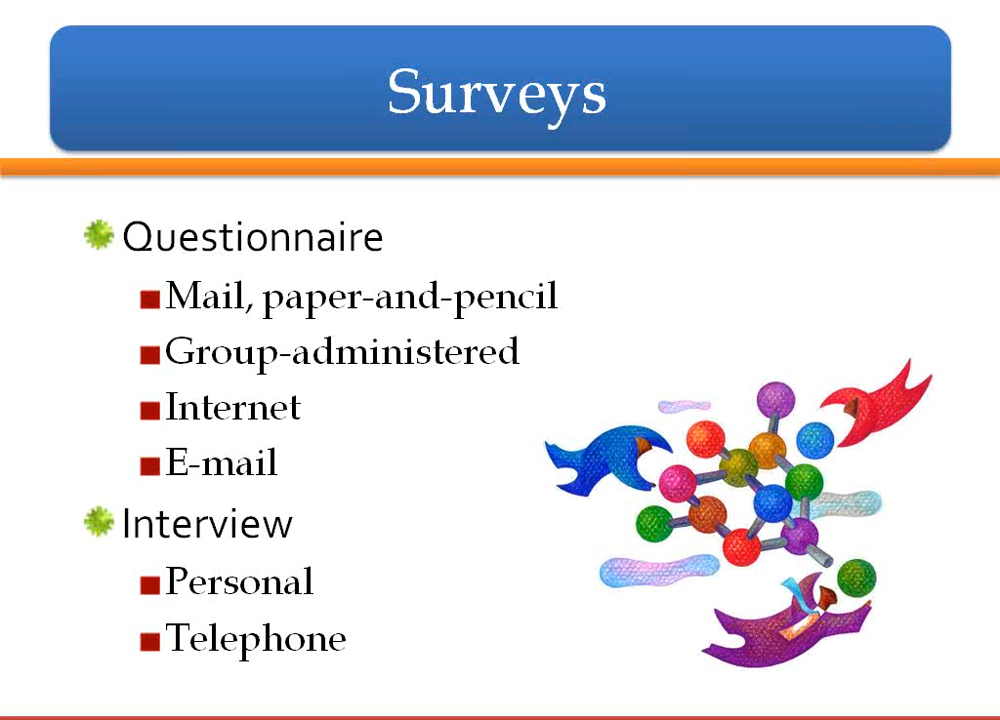 Surveys
Questionnaire
Mail, paper-and-pencil
Group-administered
Internet
E-mail
Interview
Personal
Telephone